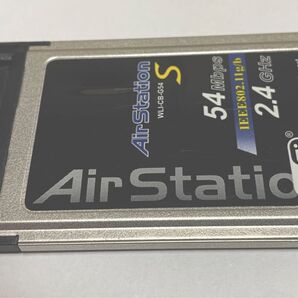 AirStation S
WLI-CB-G54
54 Mbps
IEEE802.11g/b
2.4 GHz
AirStatio